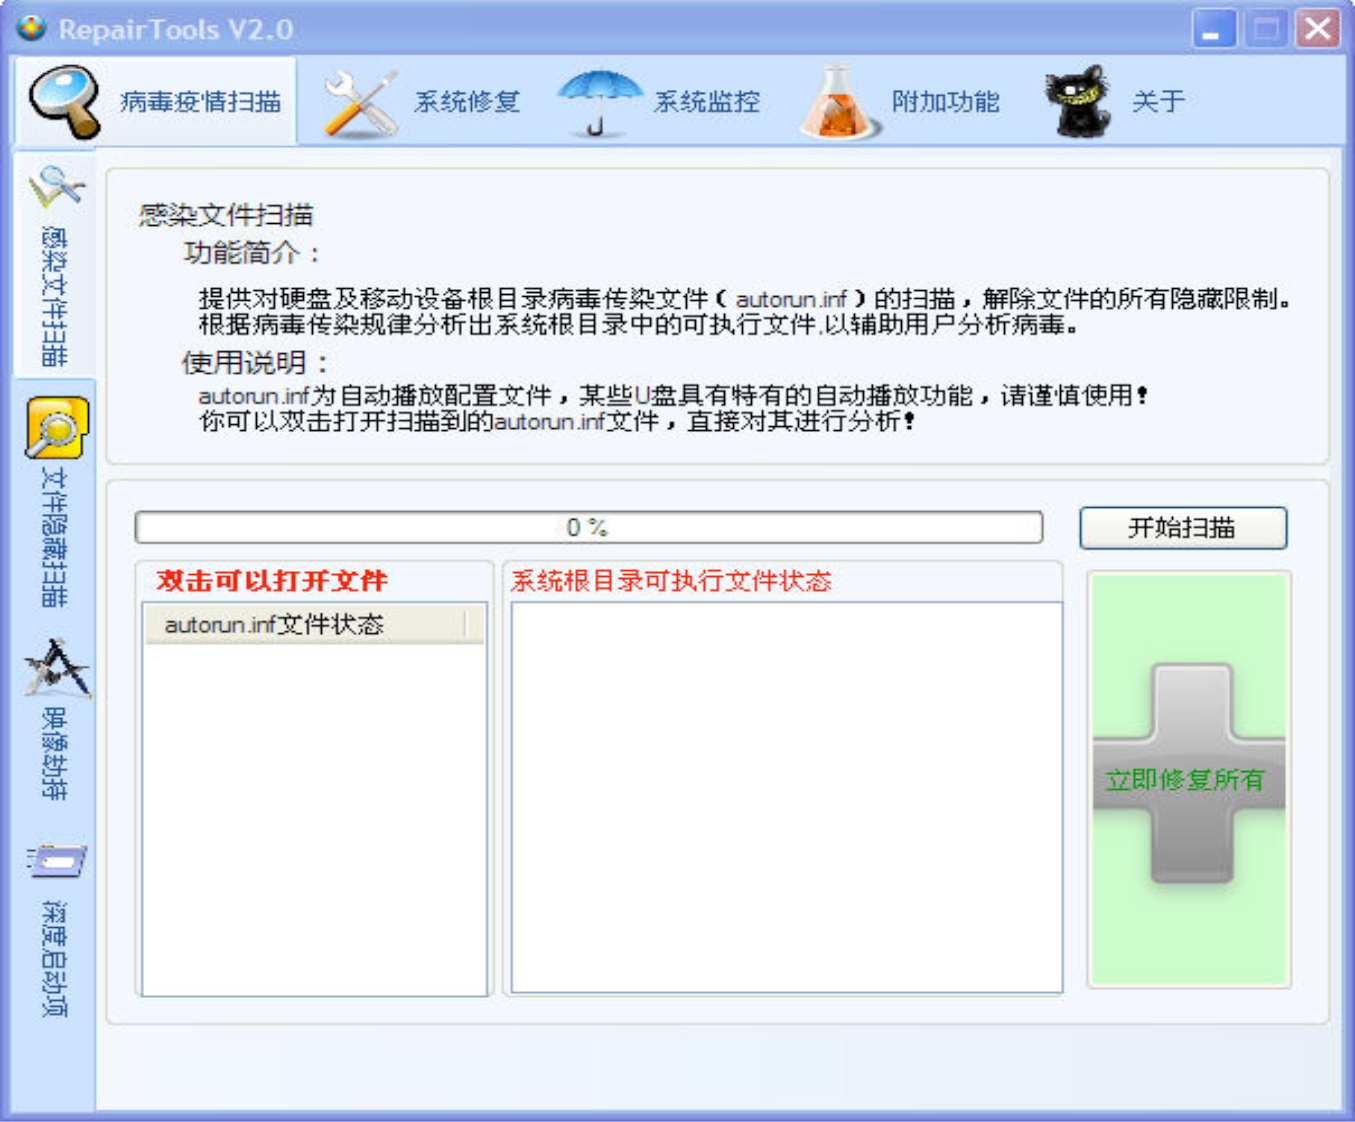 RepairTools V2.0
病毒疫情扫描
系统修复
系统监控
附加功能
关于
感染文件扫描
文件隐藏扫描
映像劫持
深度启动项
感染文件扫描
功能简介：
提供对硬盘及移动设备根目录病毒传染文件（autorun.inf）的扫描，解除文件的所有隐藏限制。
根据病毒传染规律分析出系统根目录中的可执行文件,以辅助用户分析病毒。
使用说明：
autorun.inf为自动播放配置文件，某些U盘具有特有的自动播放功能，请谨慎使用！
你可以双击打开扫描到的autorun.inf文件，直接对其进行分析！
0 %
开始扫描
双击可以打开文件
系统根目录可执行文件状态
autorun.inf文件状态
立即修复所有